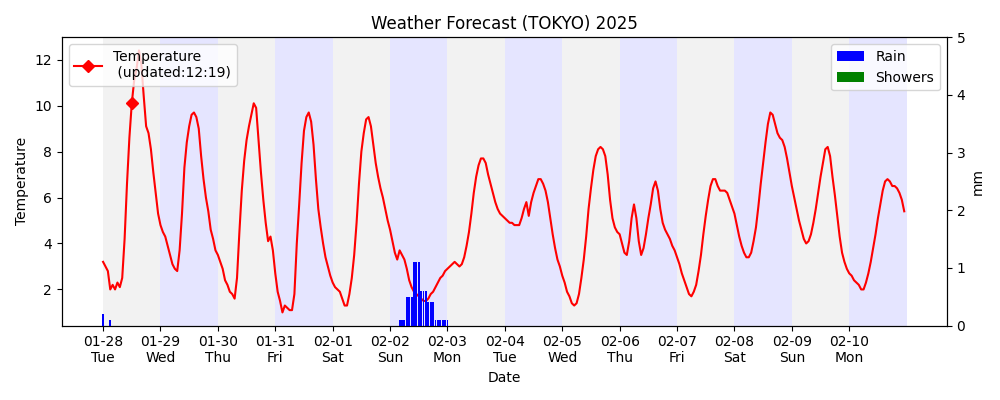 Weather Forecast (TOKYO) 2025
Temperature
(updated:12:19)
Rain
Showers
Temperature
12
10
8
6
4
2
5
4
3
2
1
0
mm
01-28 01-29 01-30 01-31 02-01 02-02 02-03 02-04 02-05 02-06 02-07 02-08 02-09 02-10
Tue Wed Thu Fri Sat Sun Mon Tue Wed Thu Fri Sat Sun Mon
Date